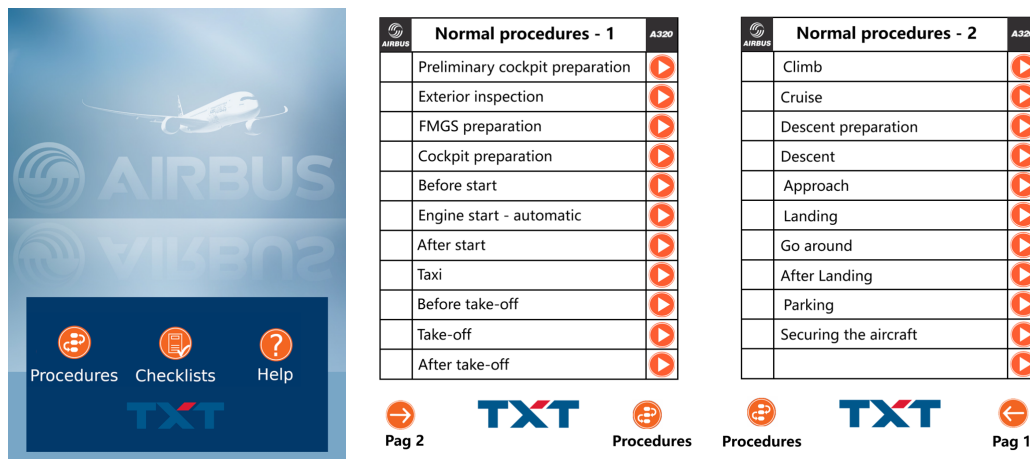 AIRBUS
AIRBUS
Procedures
Checklists
Help
TXT
AIRBUS
Normal procedures - 1
A320
Preliminary cockpit preparation
Exterior inspection
FMGS preparation
Cockpit preparation
Before start
Engine start - automatic
After start
Taxi
Before take-off
Take-off
After take-off
Pag 2
TXT
Procedures
AIRBUS
Normal procedures - 2
A320
Climb
Cruise
Descent preparation
Descent
Approach
Landing
Go around
After Landing
Parking
Securing the aircraft
Procedures
TXT
Pag 1